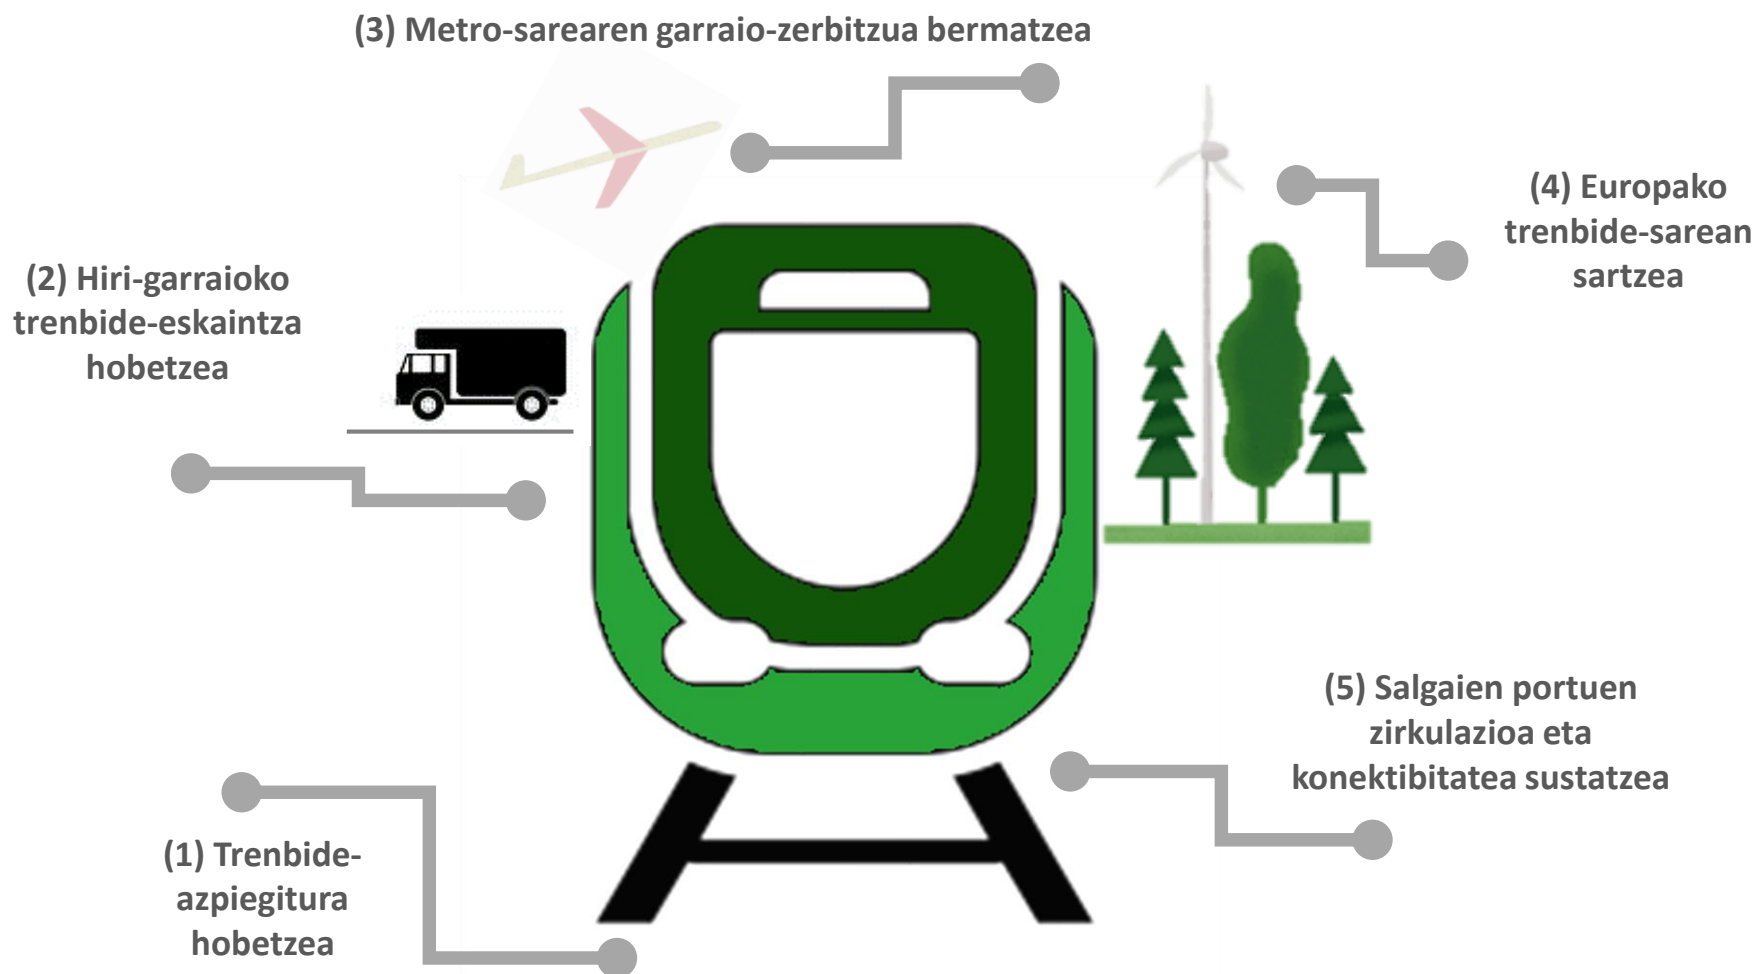 (3) Metro-sarearen garraio-zerbitzua bermatzea
(4) Europako
trenbide-sarean
sartzea
(2) Hiri-garraioko
trenbide-eskaintza
hobetzea
(5) Salgaien portuen
zirkulazioa eta
konektibitatea sustatzea
(1) Trenbide-
azpiegitura
hobetzea